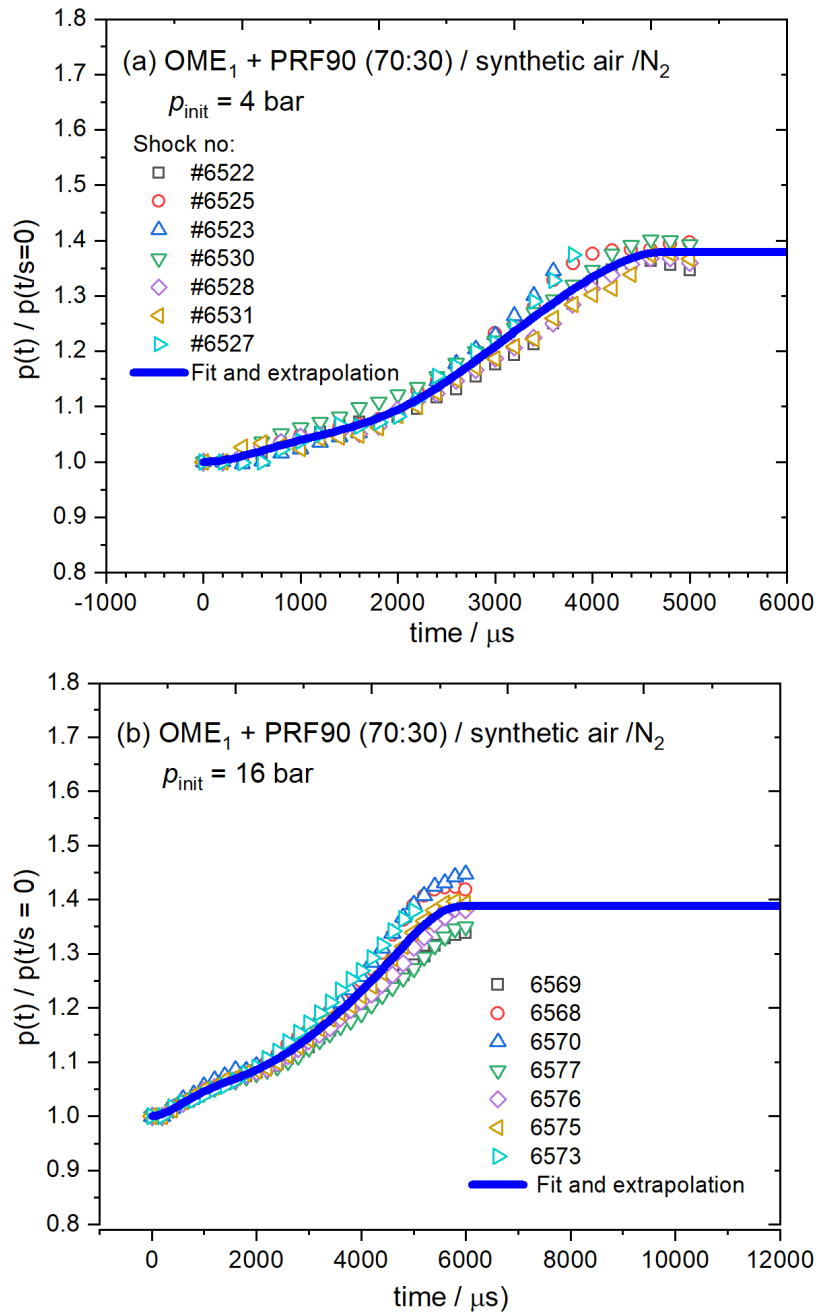 (a) OME₁ + PRF90 (70:30) / synthetic air /N₂
p_init = 4 bar
Shock no:
#6522
#6525
#6523
#6530
#6528
#6531
#6527
Fit and extrapolation
p(t) / p(t/s=0)
1.8
1.7
1.6
1.5
1.4
1.3
1.2
1.1
1.0
0.9
0.8
-1000 0 1000 2000 3000 4000 5000 6000
time / μs
(b) OME₁ + PRF90 (70:30) / synthetic air /N₂
p_init = 16 bar
p(t) / p(t/s = 0)
1.8
1.7
1.6
1.5
1.4
1.3
1.2
1.1
1.0
0.9
0.8
6569
6568
6570
6577
6576
6575
6573
Fit and extrapolation
0 2000 4000 6000 8000 10000 12000
time / μs)